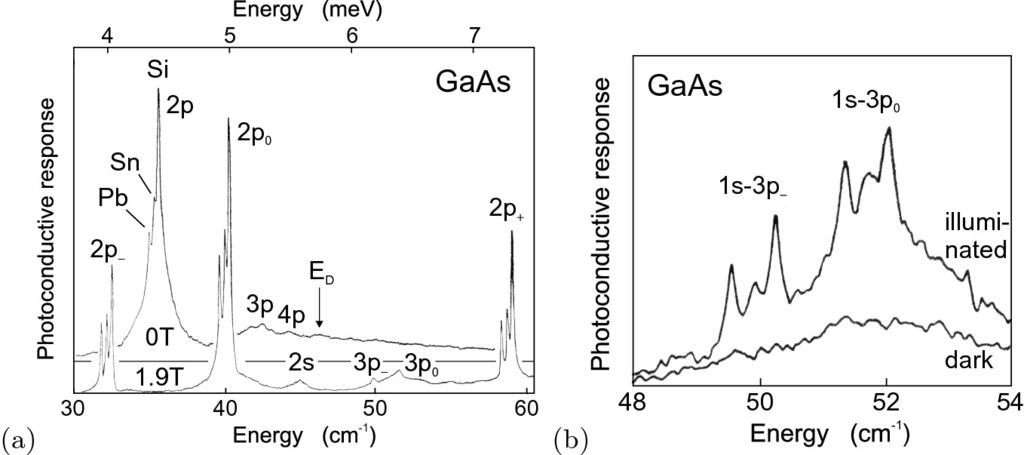 Energy (meV)
4 5 6 7
Si
GaAs
2p
2p₀
Sn
Pb
2p₊
2p₋
E_D
3p
4p
0T
1.9T
2s
3p₋
3p₀
30 40 50 60
Energy (cm⁻¹)
Photoconductive response
(a)
GaAs
1s-3p₀
1s-3p₋
illumi-
nated
dark
48 50 52 54
Energy (cm⁻¹)
Photoconductive response
(b)